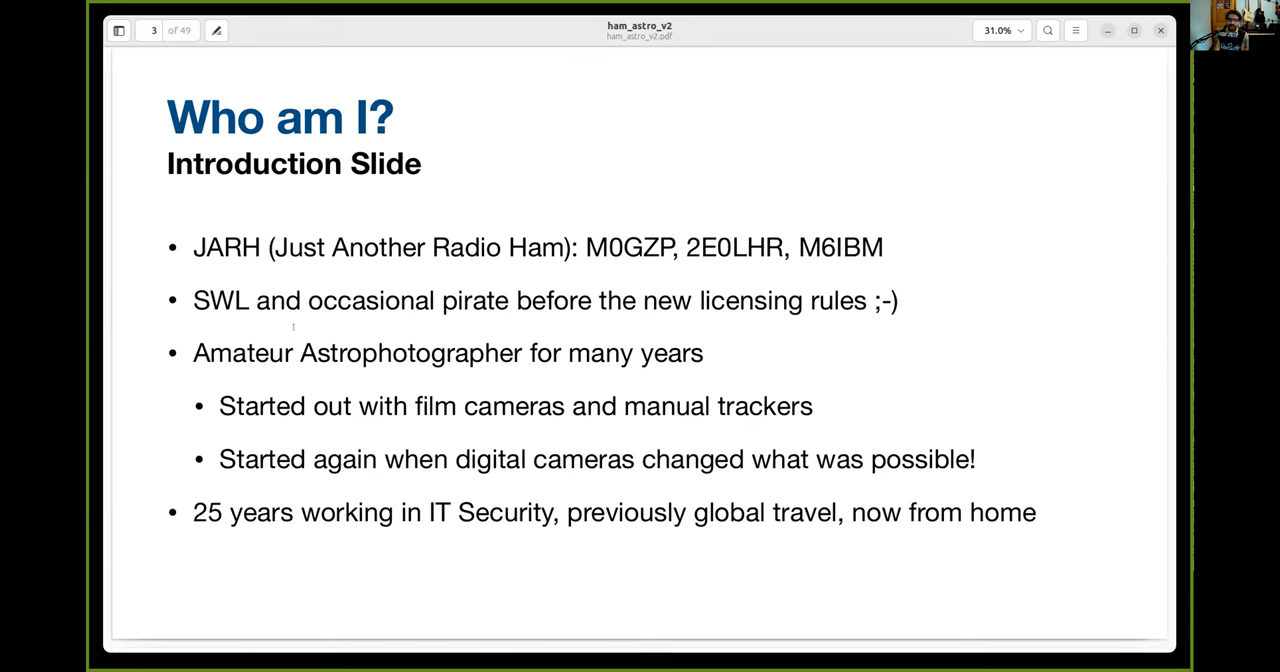 ham_astro_v2
ham_astro_v2.pdf
3 of 49
31.0%
Who am I?
Introduction Slide
• JARH (Just Another Radio Ham): M0GZP, 2E0LHR, M6IBM
• SWL and occasional pirate before the new licensing rules ;-)
• Amateur Astrophotographer for many years
• Started out with film cameras and manual trackers
• Started again when digital cameras changed what was possible!
• 25 years working in IT Security, previously global travel, now from home